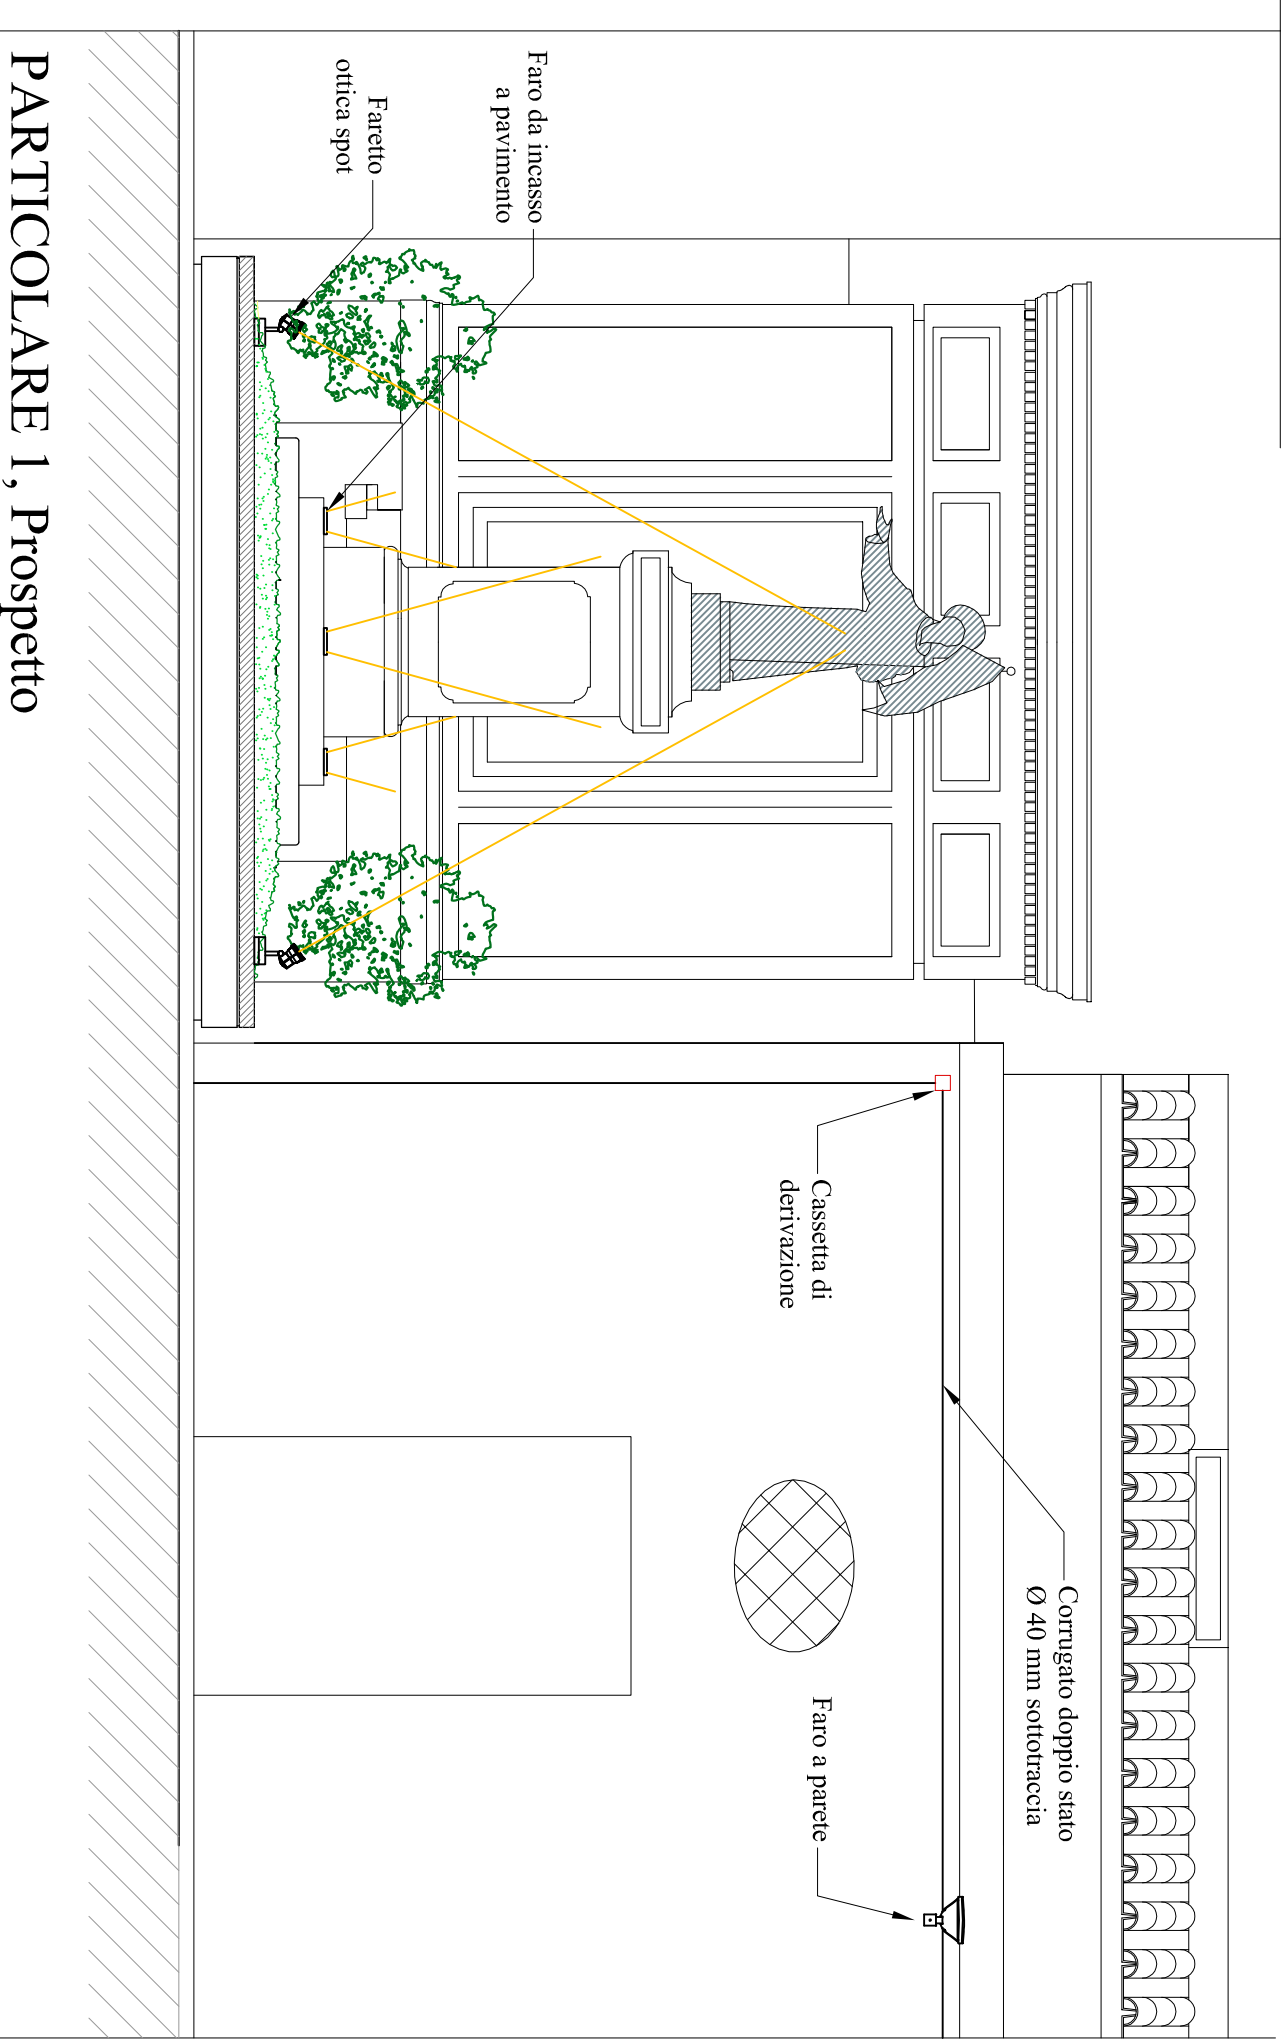 Faro da incasso
a pavimento
Faretto
ottica spot
Corrugato doppio stato
Ø 40 mm sottotraccia
Cassetta di
derivazione
Faro a parete
PARTICOLARE 1, Prospetto